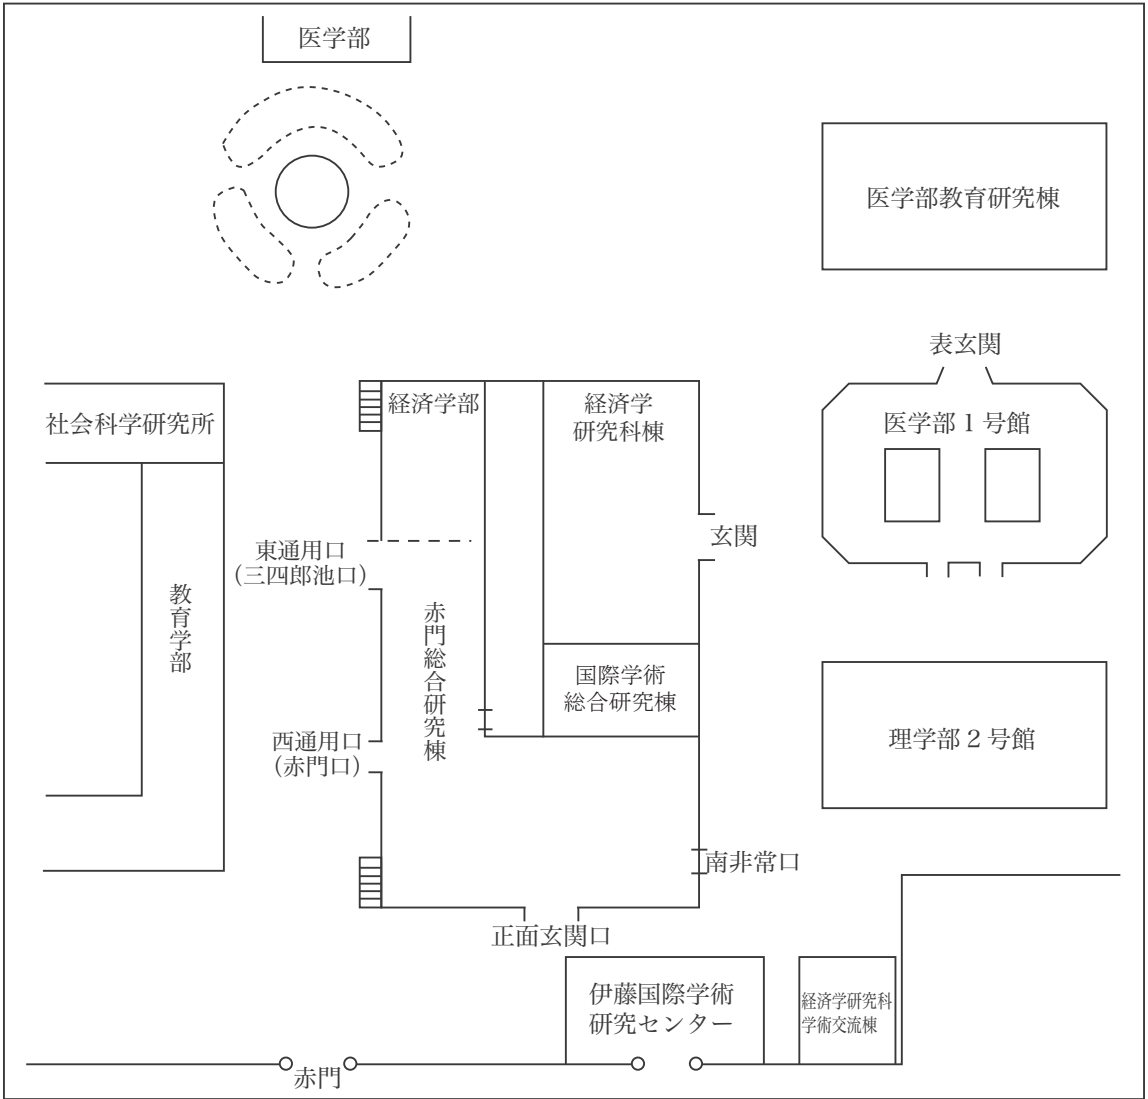 医学部
医学部教育研究棟
表玄関
社会科学研究所
経済学部
経済学
研究科棟
医学部1号館
玄関
東通用口
(三四郎池口)
教育学部
赤門総合研究棟
国際学術
総合研究棟
西通用口
(赤門口)
理学部2号館
南非常口
正面玄関口
伊藤国際学術
研究センター
経済学研究科
学術交流棟
赤門